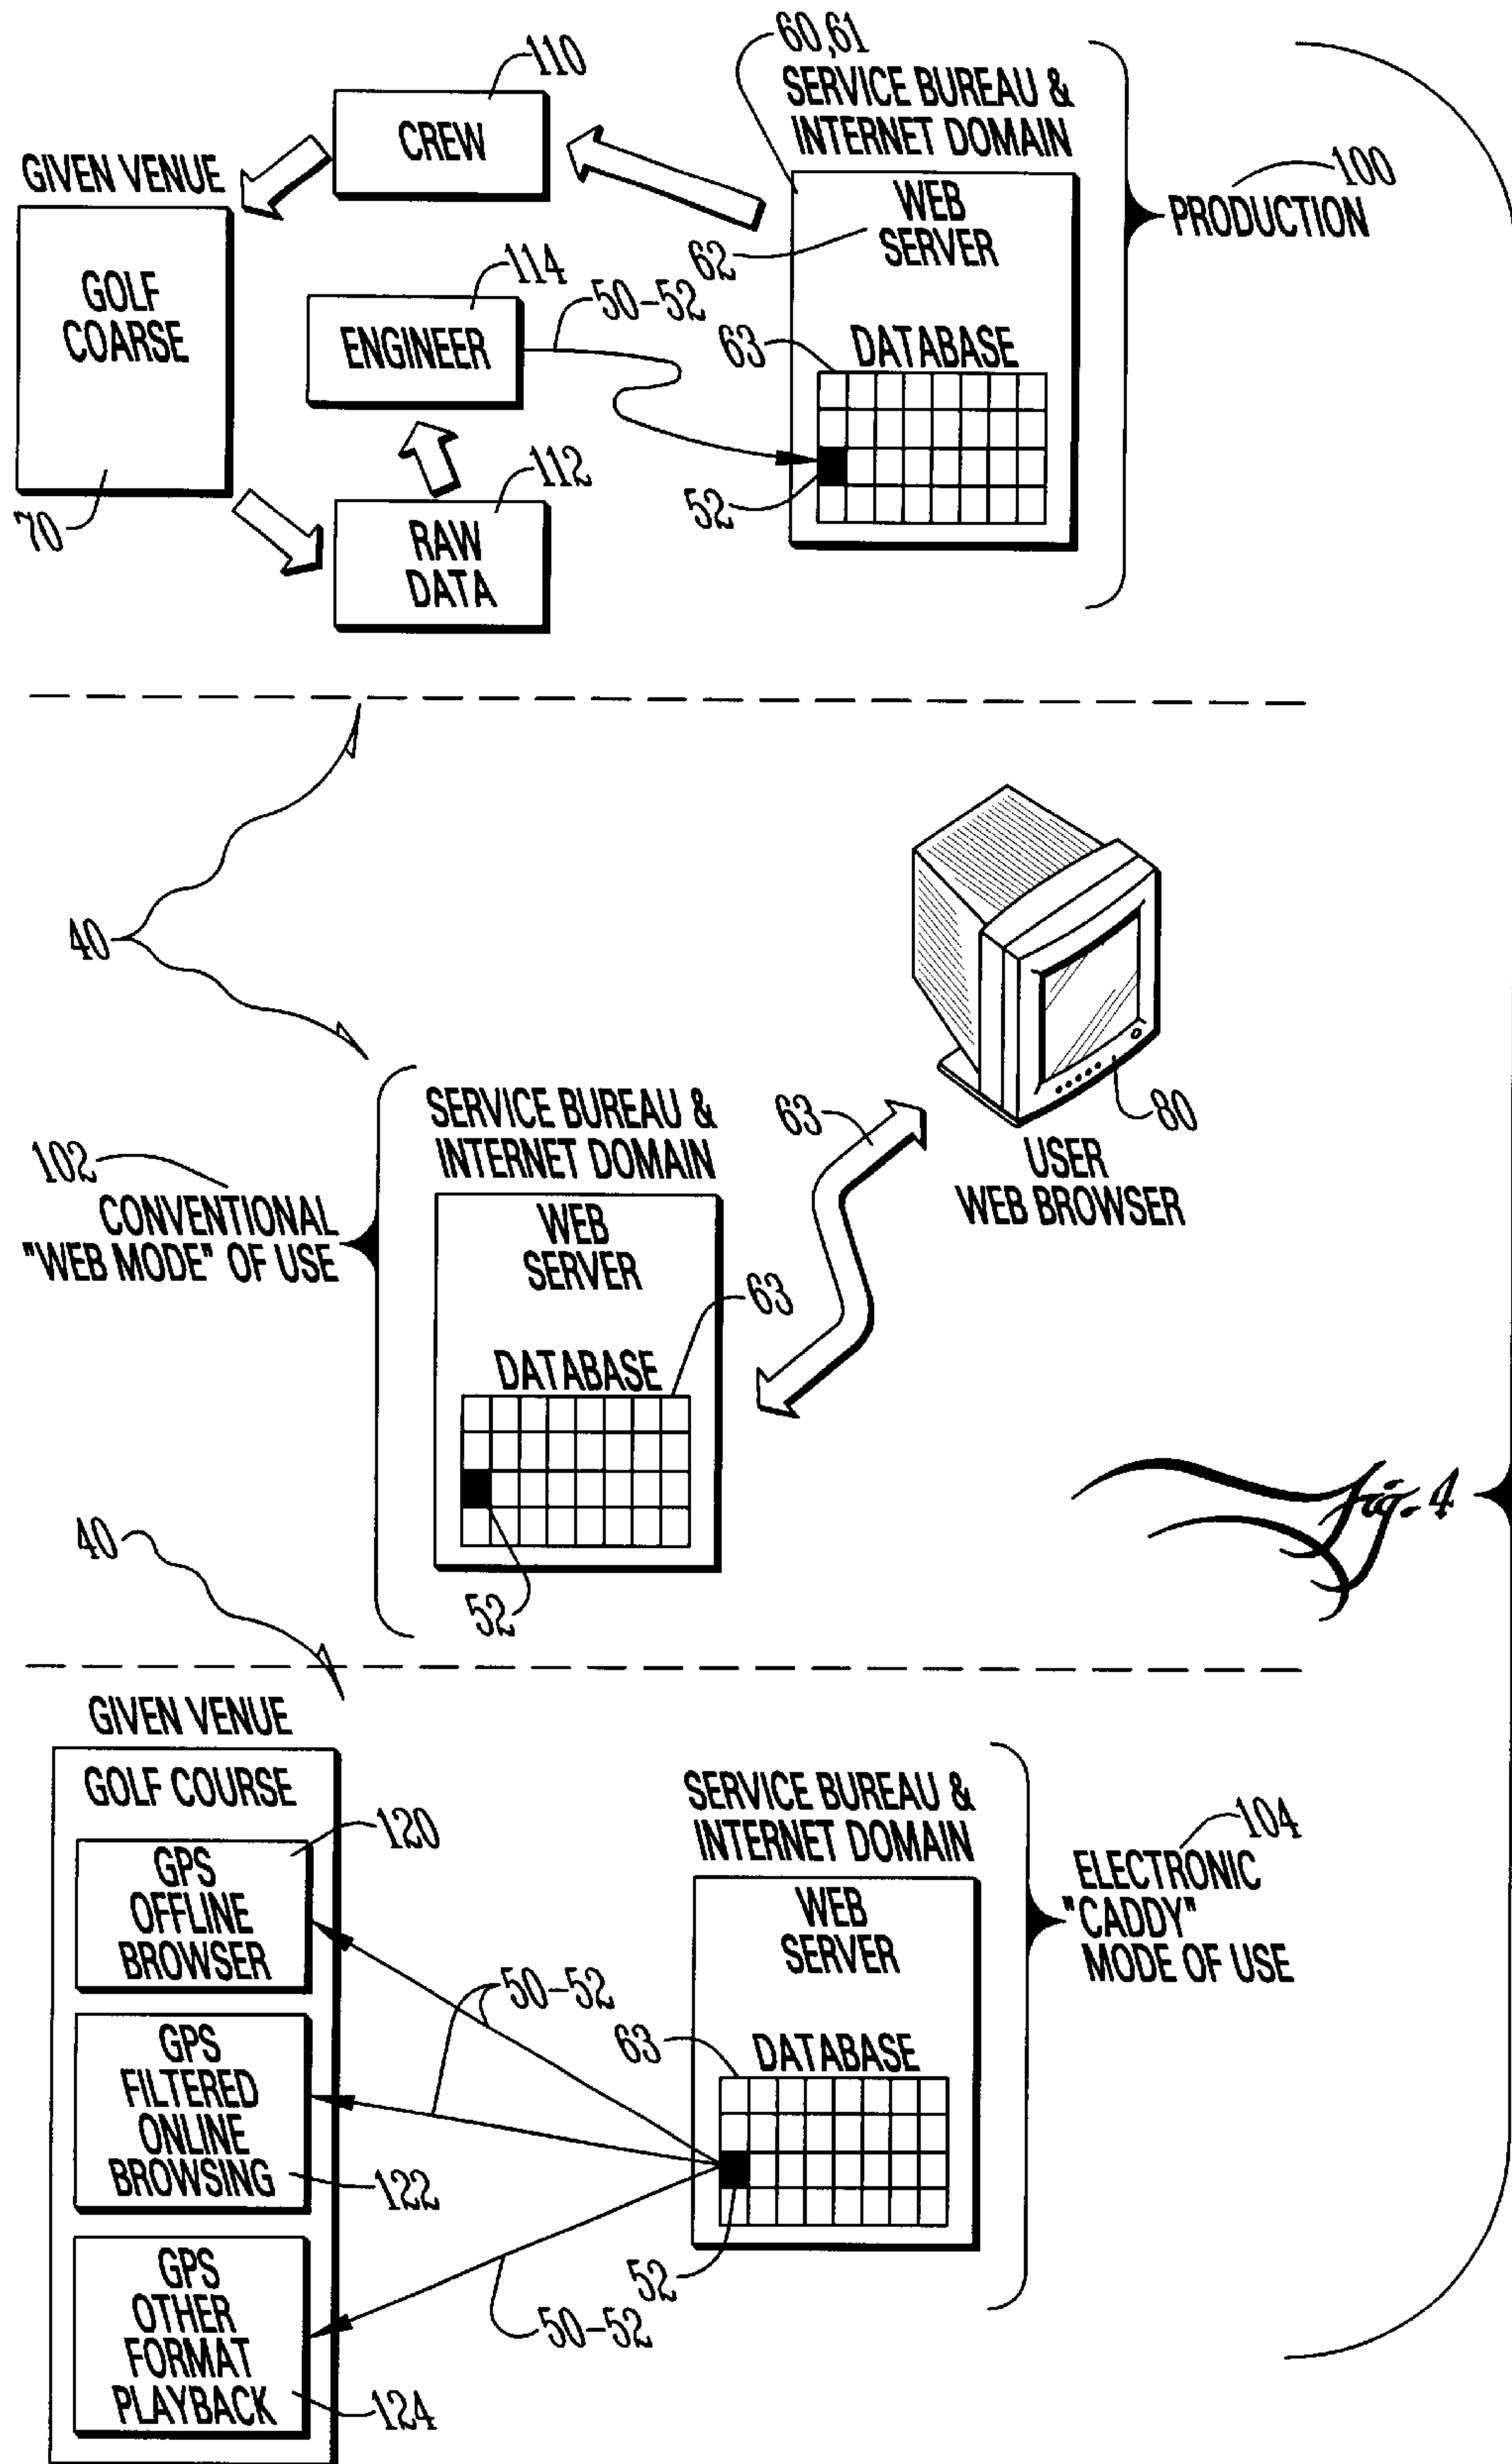 60,61
110
SERVICE BUREAU &
INTERNET DOMAIN
CREW
GIVEN VENUE
100
PRODUCTION
WEB
SERVER
62
114
50-52
GOLF
COARSE
ENGINEER
63
DATABASE
112
52
70
RAW
DATA
40
63
80
SERVICE BUREAU &
INTERNET DOMAIN
USER
WEB BROWSER
102
CONVENTIONAL
"WEB MODE" OF USE
WEB
SERVER
63
DATABASE
fig. 4
40
52
GIVEN VENUE
GOLF COURSE
SERVICE BUREAU &
INTERNET DOMAIN
104
ELECTRONIC
"CADDY"
MODE OF USE
120
GPS
OFFLINE
BROWSER
WEB
SERVER
50-52
63
DATABASE
GPS
FILTERED
ONLINE
BROWSING
122
52
50-52
GPS
OTHER
FORMAT
PLAYBACK
124